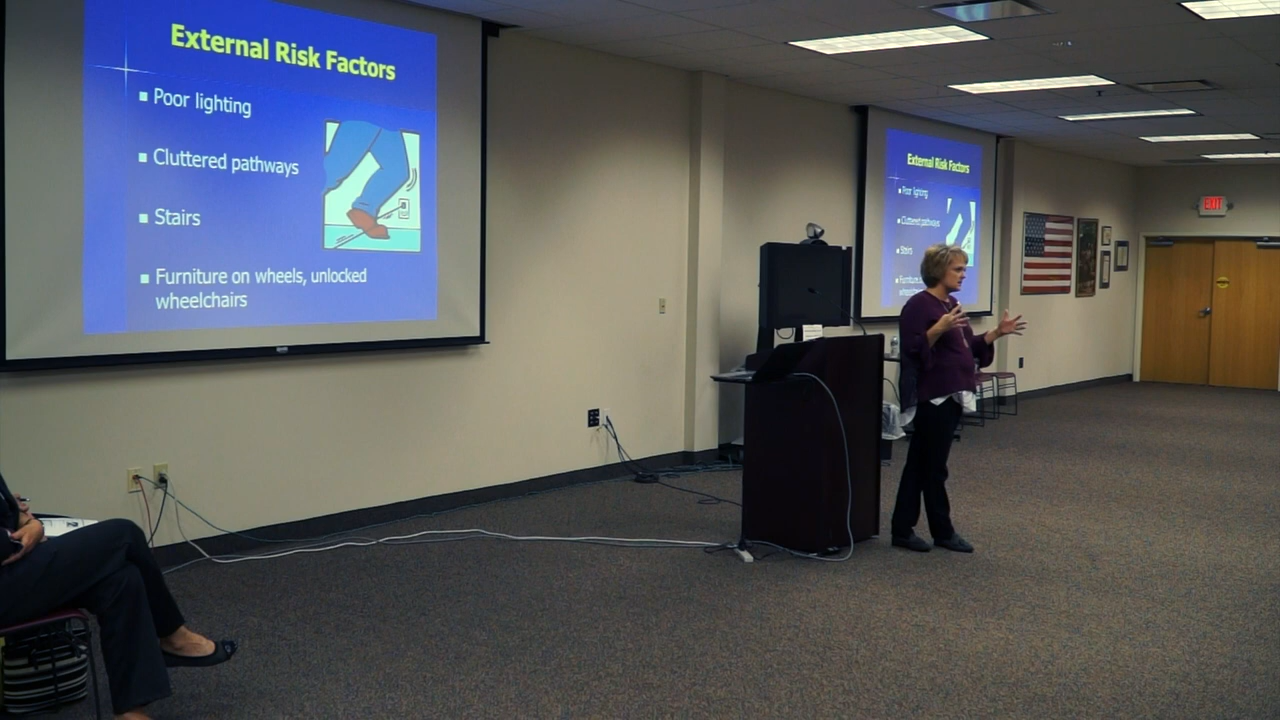 External Risk Factors
Poor lighting
Cluttered pathways
Stairs
Furniture on wheels, unlocked
wheelchairs
External Risk Factors
Poor lighting
Cluttered pathways
Stairs
EXIT